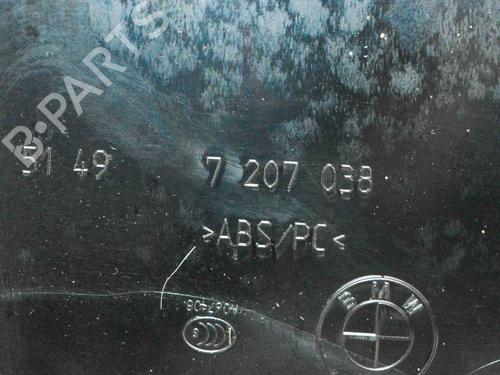 B-PARTS
51 49 7 207 038
>ABS/PC<
BMW